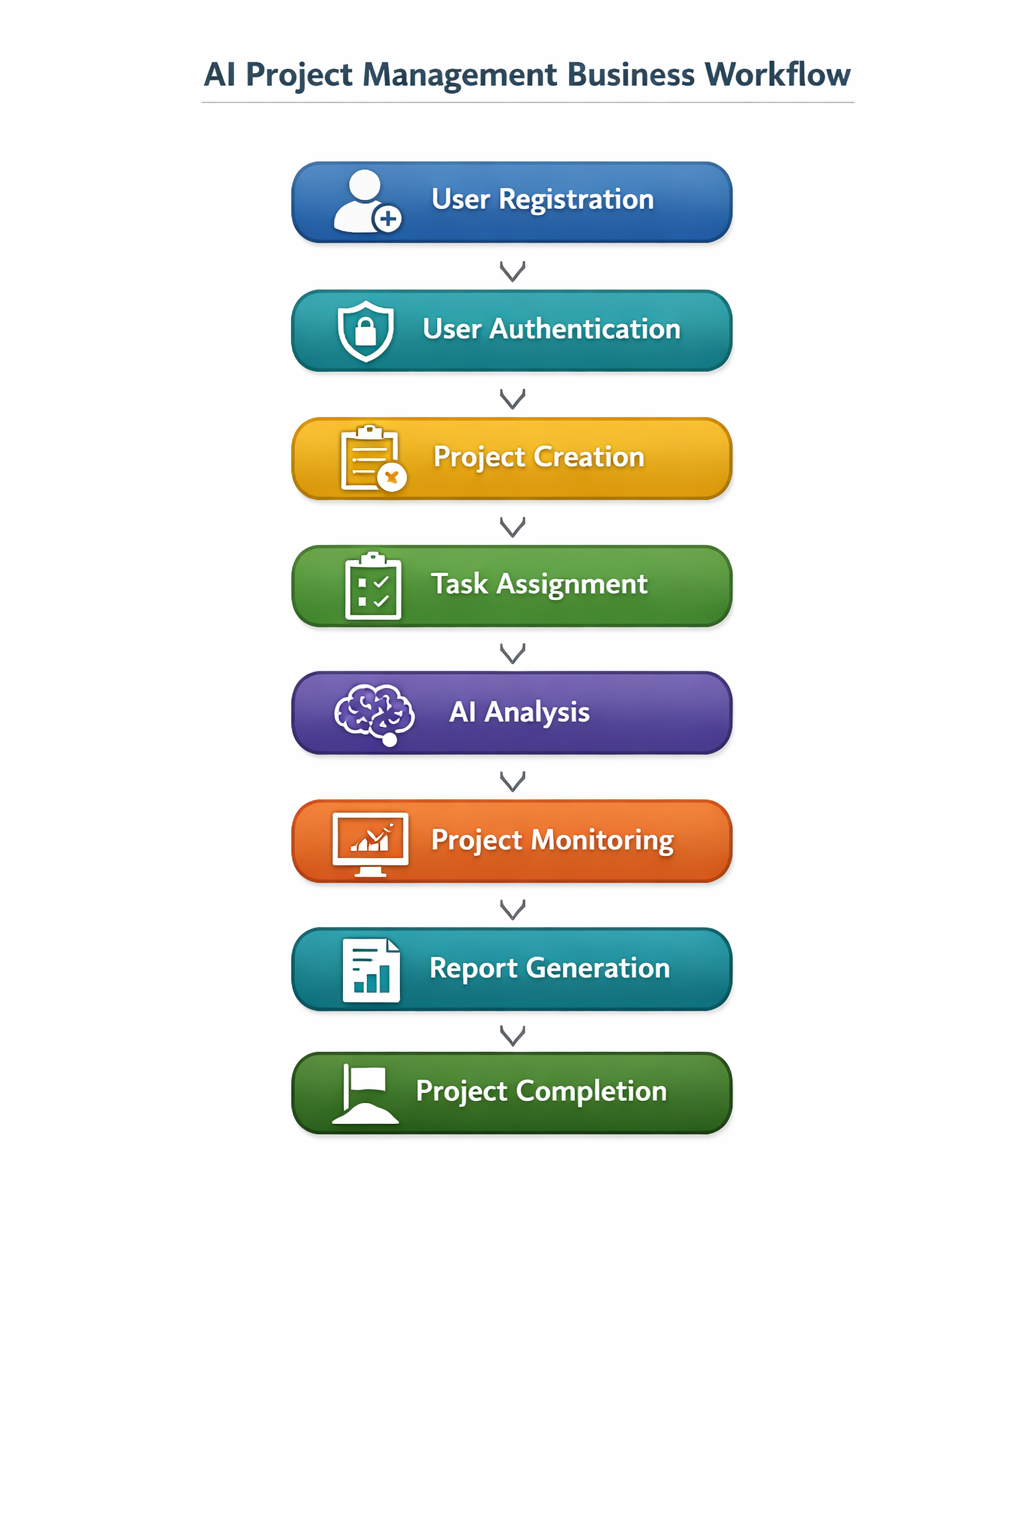 AI Project Management Business Workflow
User Registration
User Authentication
Project Creation
Task Assignment
AI Analysis
Project Monitoring
Report Generation
Project Completion